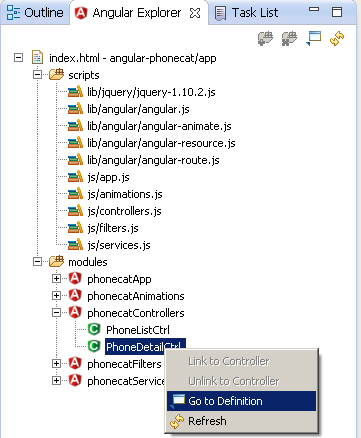 Outline Angular Explorer Task List
index.html - angular-phonecat/app
scripts
lib/jquery/jquery-1.10.2.js
lib/angular/angular.js
lib/angular/angular-animate.js
lib/angular/angular-resource.js
lib/angular/angular-route.js
js/app.js
js/animations.js
js/controllers.js
js/filters.js
js/services.js
modules
phonecatApp
phonecatAnimations
phonecatControllers
PhoneListCtrl
PhoneDetailCtrl
phonecatFilters
phonecatService
Link to Controller
Unlink to Controller
Go to Definition
Refresh